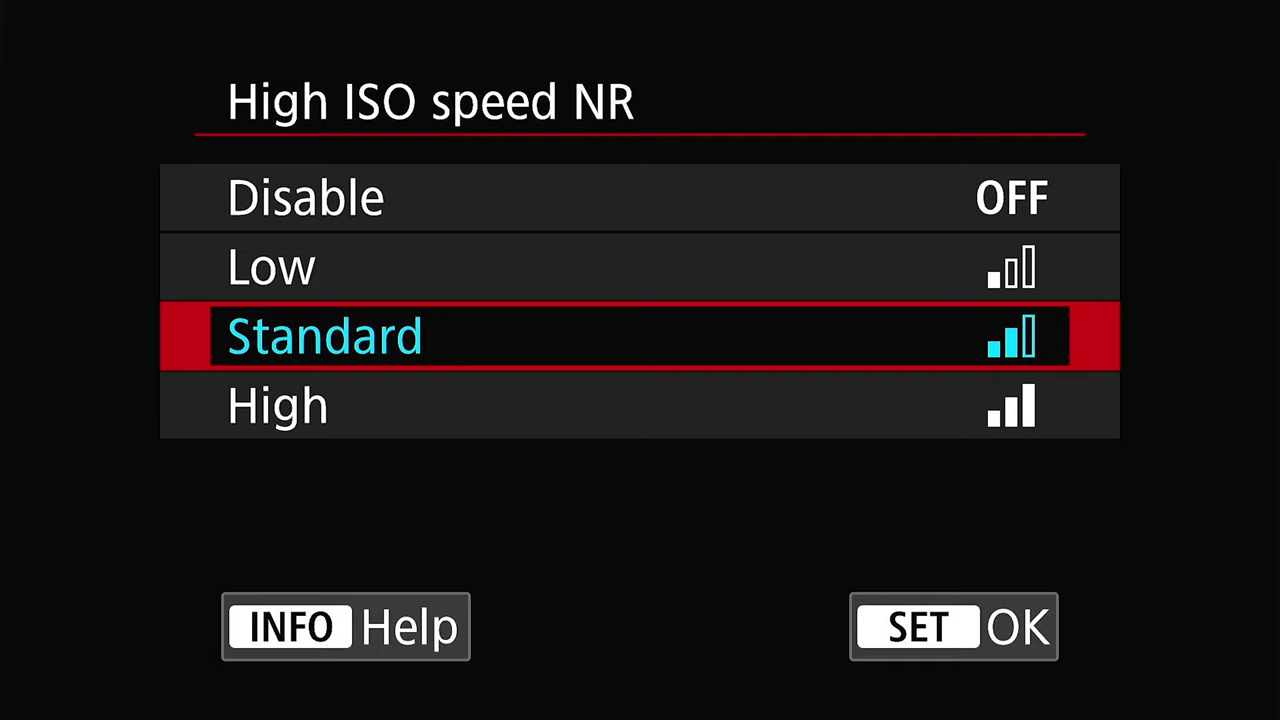 High ISO speed NR
Disable OFF
Low
Standard
High
INFO Help SET OK